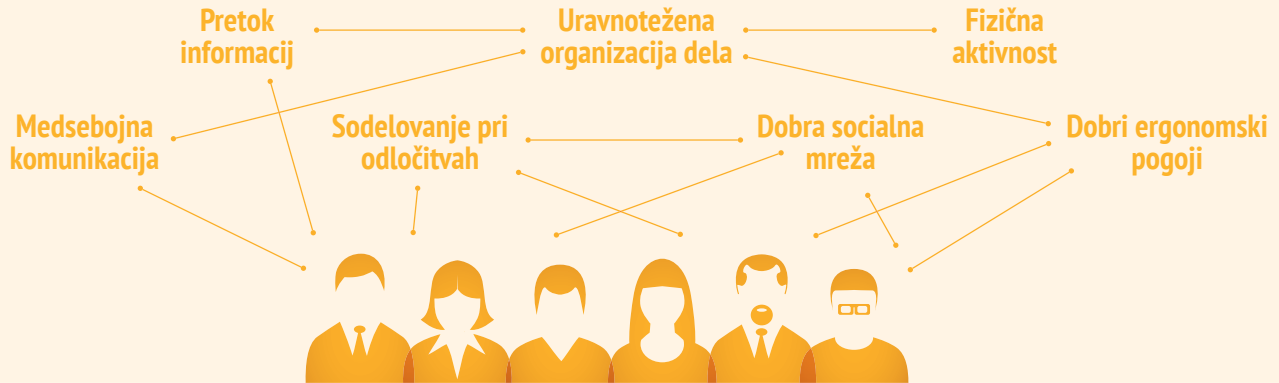 Pretok
informacij
Uravnotežena
organizacija dela
Fizična
aktivnost
Medsebojna
komunikacija
Sodelovanje pri
odločitvah
Dobra socialna
mreža
Dobri ergonomski
pogoji